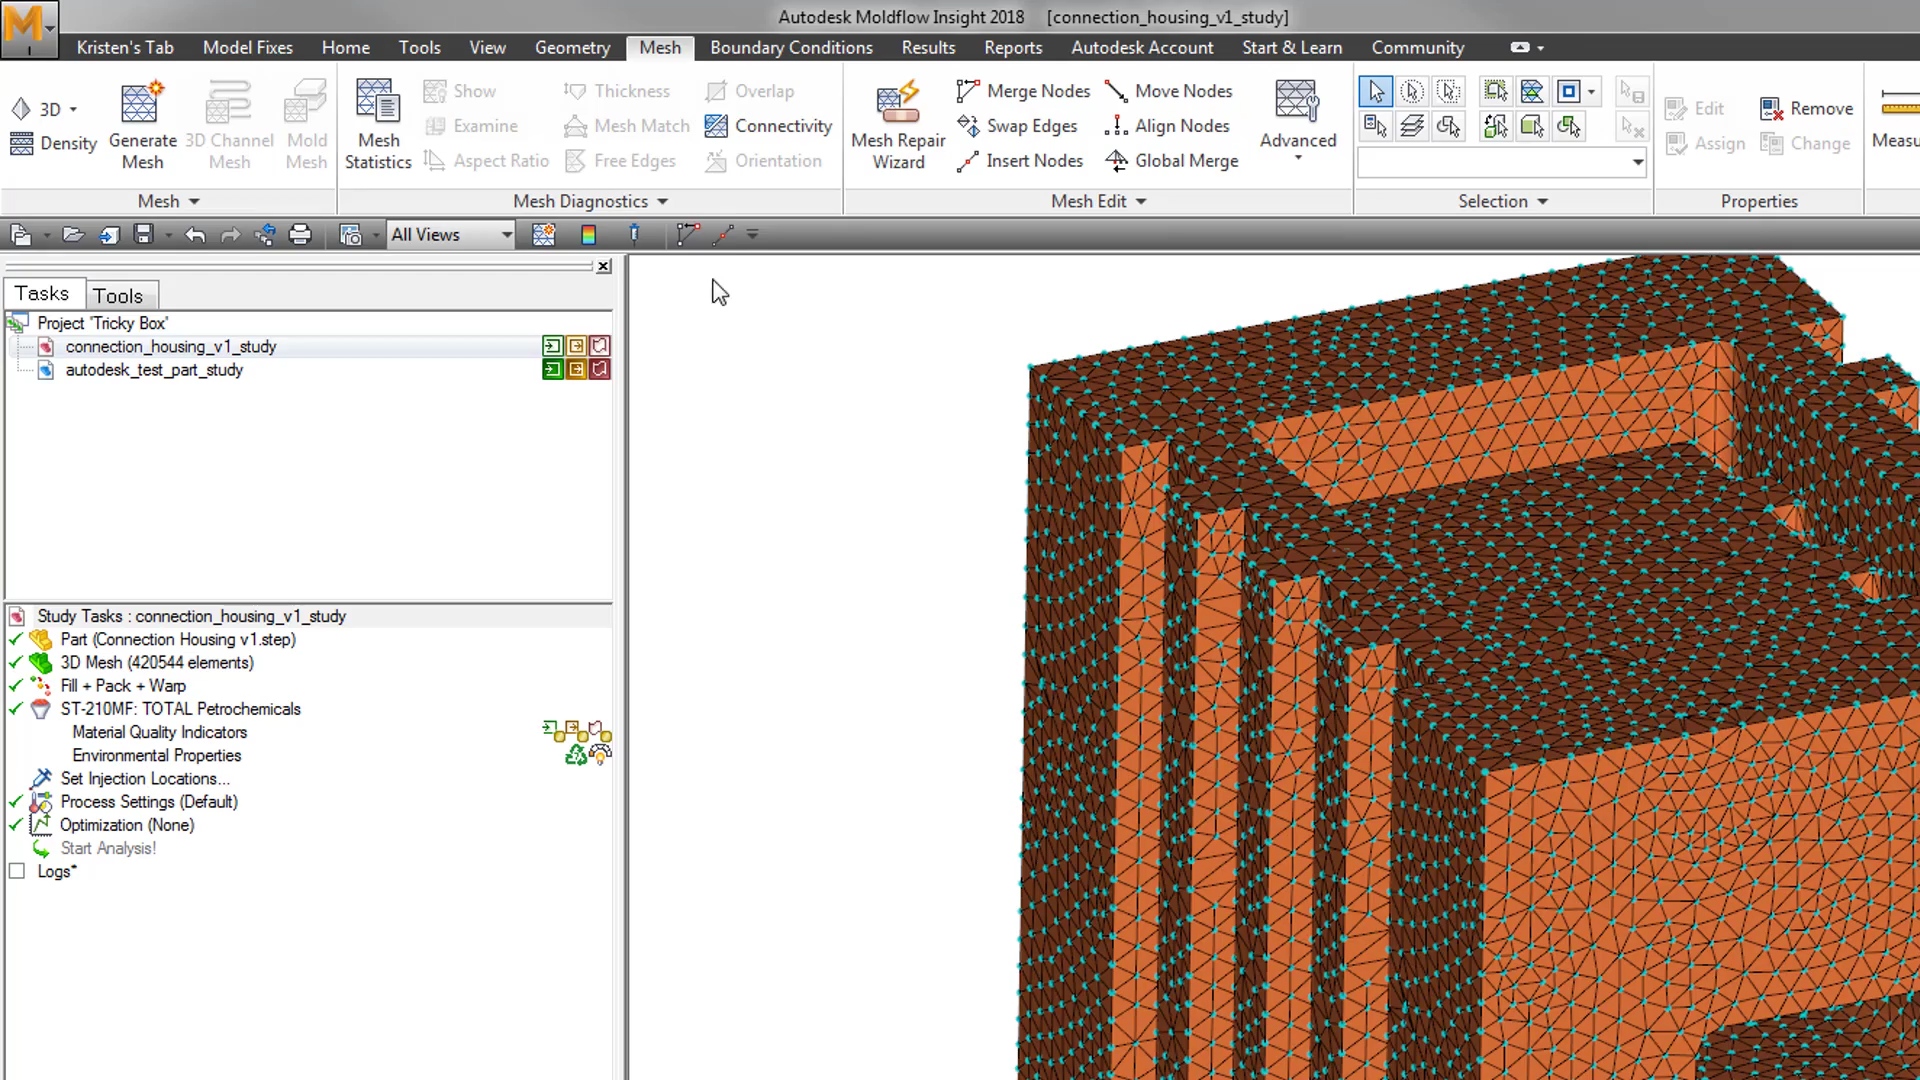 Autodesk Moldflow Insight 2018 [connection_housing_v1_study]
Kristen's Tab Model Fixes Home Tools View Geometry Mesh Boundary Conditions Results Reports Autodesk Account Start & Learn Community
3D
Density
Generate Mesh
3D Channel Mesh
Mold Mesh
Mesh
Mesh Statistics
Show
Examine
Aspect Ratio
Thickness
Mesh Match
Free Edges
Overlap
Connectivity
Orientation
Mesh Diagnostics
Mesh Repair Wizard
Merge Nodes
Swap Edges
Insert Nodes
Move Nodes
Align Nodes
Global Merge
Advanced
Mesh Edit
Selection
Edit
Assign
Remove
Change
Properties
Measu
All Views
Tasks Tools
Project 'Tricky Box'
connection_housing_v1_study
autodesk_test_part_study
Study Tasks : connection_housing_v1_study
Part (Connection Housing v1.step)
3D Mesh (420544 elements)
Fill + Pack + Warp
ST-210MF: TOTAL Petrochemicals
Material Quality Indicators
Environmental Properties
Set Injection Locations...
Process Settings (Default)
Optimization (None)
Start Analysis!
Logs*